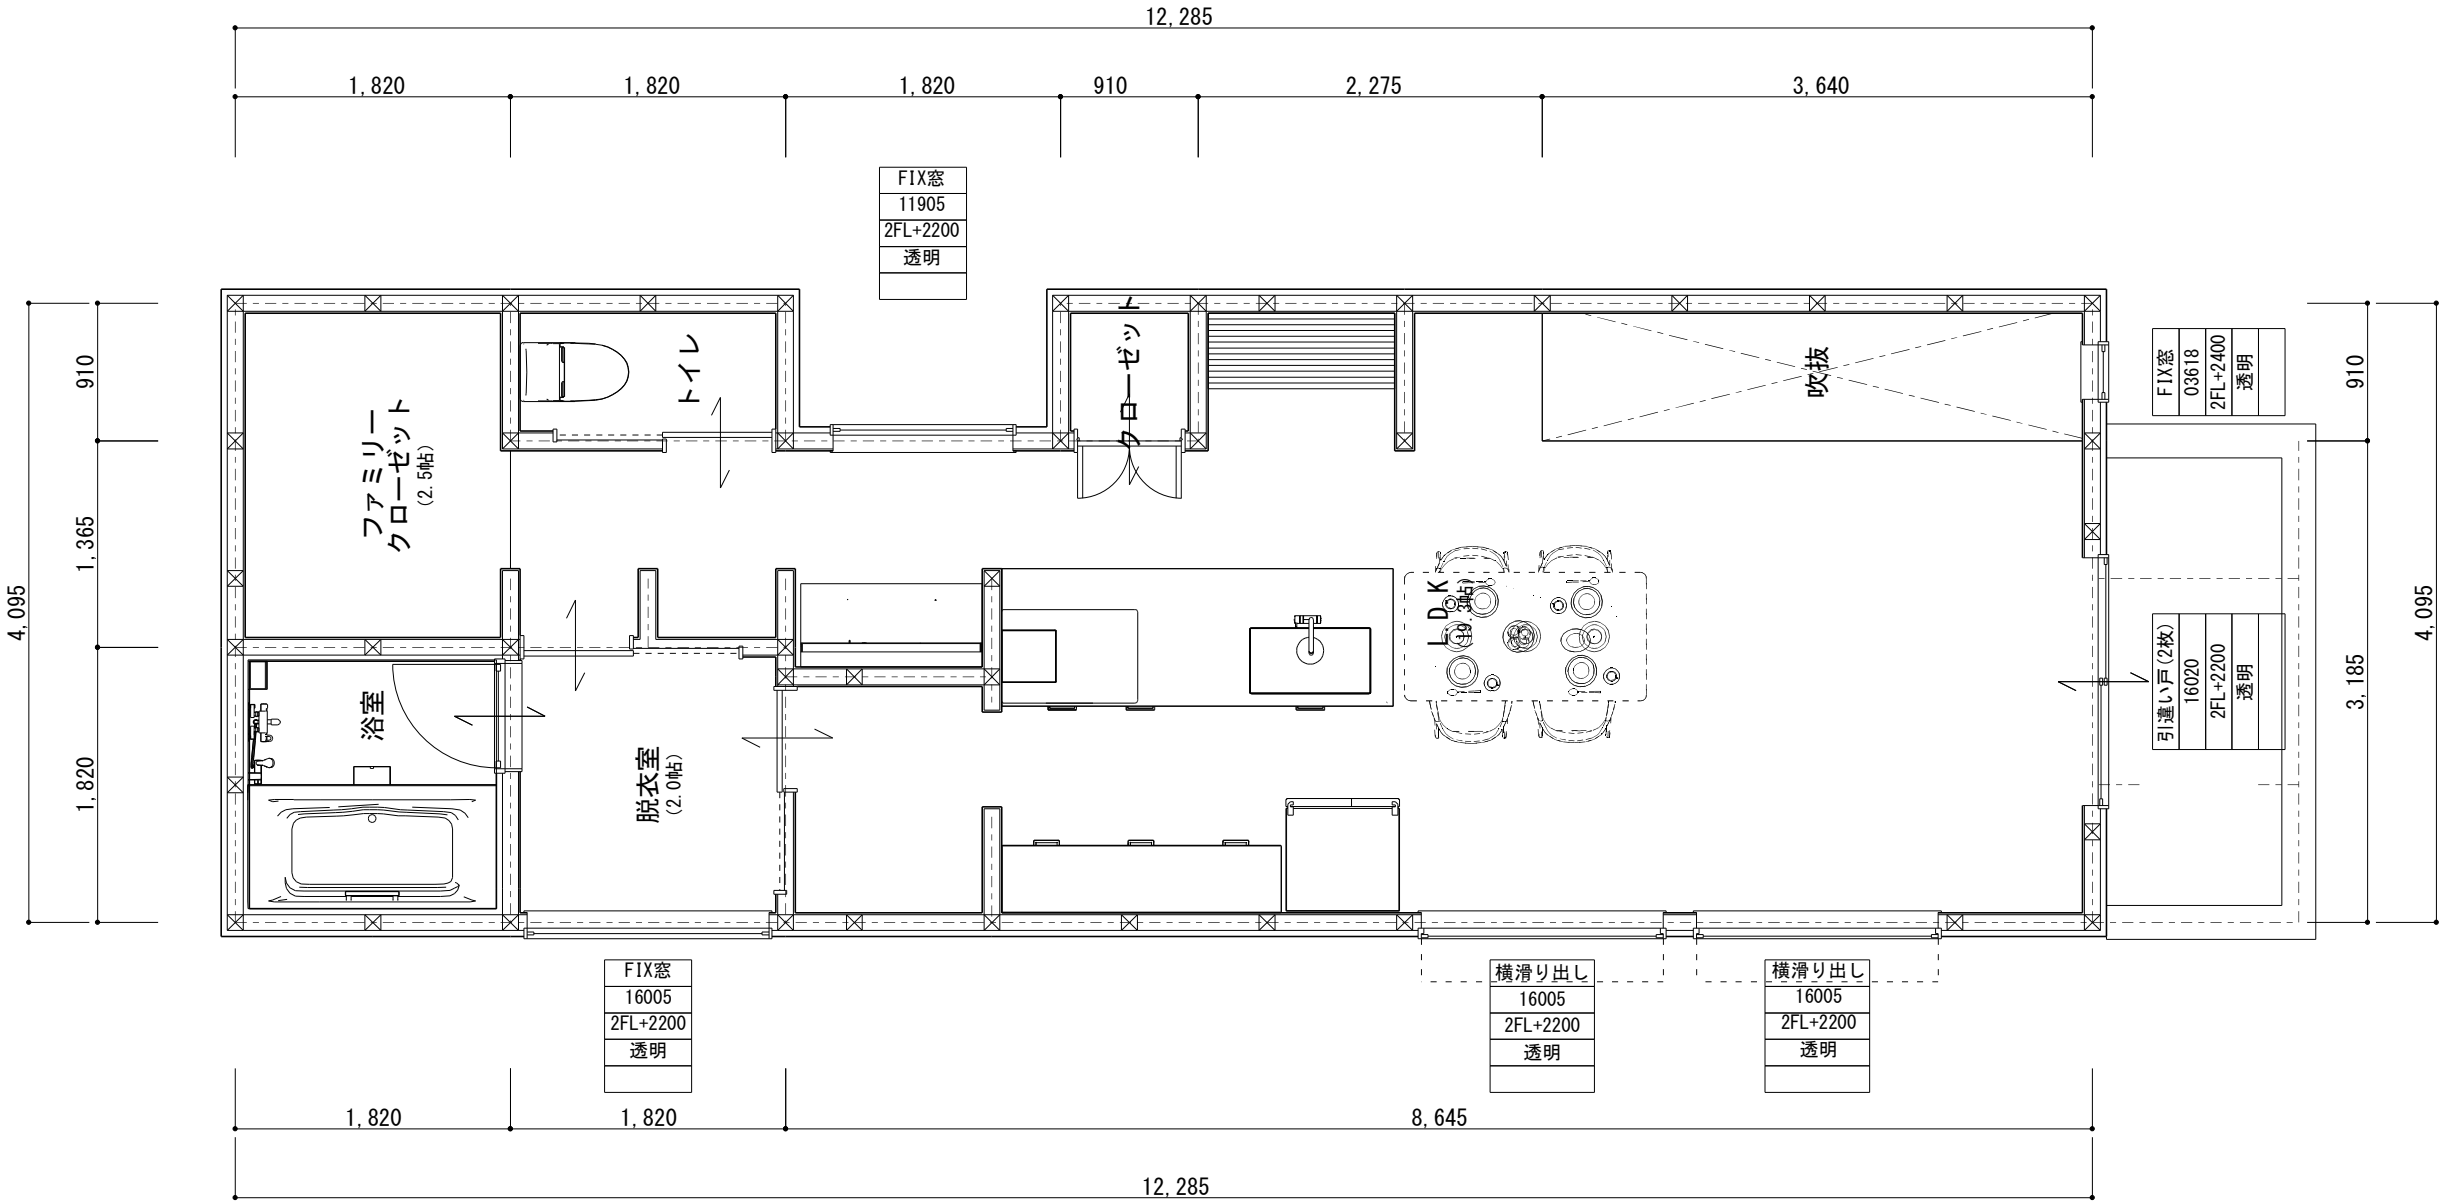 12,285
1,820
1,820
1,820
910
2,275
3,640
FIX窓
11905
2FL+2200
透明
4,095
910
1,365
1,820
ファミリー
クローゼット
(2.5帖)
トイレ
クローゼット
吹抜
FIX窓
03618
2FL+2400
透明
910
3,185
4,095
引違い戸(2枚)
16020
2FL+2200
透明
浴室
脱衣室
(2.0帖)
LDK
(19.3帖)
FIX窓
16005
2FL+2200
透明
横滑り出し
16005
2FL+2200
透明
横滑り出し
16005
2FL+2200
透明
1,820
1,820
8,645
12,285